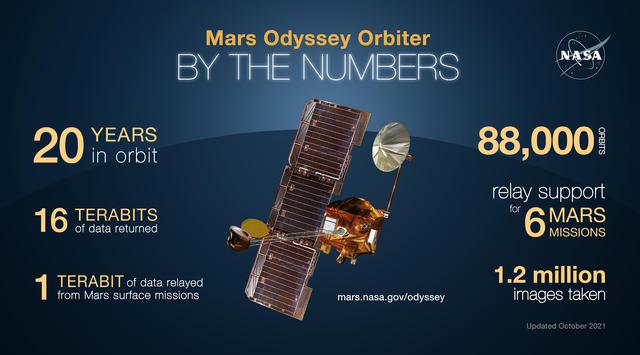 Mars Odyssey Orbiter
BY THE NUMBERS
NASA
20 YEARS
in orbit
16 TERABITS
of data returned
1 TERABIT of data relayed
from Mars surface missions
88,000 ORBITS
relay support
for 6 MARS
MISSIONS
1.2 million
images taken
mars.nasa.gov/odyssey
Updated October 2021